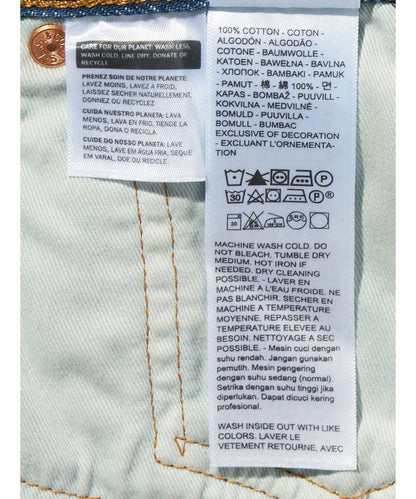 CARE FOR OUR PLANET: WASH LESS,
WASH COLD, LINE DRY, DONATE OR
RECYCLE
PRENEZ SOIN DE NOTRE PLANETE:
LAVEZ MOINS, LAVEZ A FROID,
LAISSEZ SÉCHER NATURELLEMENT,
DONNEZ OU RECYCLEZ
CUIDA NUESTRO PLANETA: LAVA
MENOS, LAVA EN FRÍO, TIENDE LA
ROPA, DONA O RECÍCLALA
CUIDE DO NOSSO PLANETA: LAVE
MENOS, LAVE EM ÁGUA FRIA, SEQUE
EM VARAL, DOE OU RECICLE
100% COTTON - COTON -
ALGODÓN - ALGODÃO -
COTONE - BAUMWOLLE -
KATOEN - BAWEŁNA - BAVLNA
- ХЛОПОК - BAMBAKI - PAMUK
- PAMUT - 棉 - 綿 100% - 면 -
KAPAS - BOMBAŽ - PUUVILLA -
KOKVILNA - MEDVILNĖ -
BOMULD - PUUVILLA -
BOMULL - BUMBAC
EXCLUSIVE OF DECORATION
- EXCLUANT L'ORNEMENTA-
TION
P
30
P
MACHINE WASH COLD. DO
NOT BLEACH. TUMBLE DRY
MEDIUM. HOT IRON IF
NEEDED. DRY CLEANING
POSSIBLE. - LAVER EN
MACHINE A L'EAU FROIDE. NE
PAS BLANCHIR. SECHER EN
MACHINE A TEMPERATURE
MOYENNE. REPASSER A
TEMPERATURE ELEVEE AU
BESOIN. NETTOYAGE A SEC
POSSIBLE. - Mesin cuci dengan
suhu rendah. Jangan gunakan
pemutih. Mesin pengering
dengan suhu sedang (normal).
Setrika dengan suhu tinggi jika
diperlukan. Dapat dicuci kering
profesional.
WASH INSIDE OUT WITH LIKE
COLORS. LAVER LE
VETEMENT RETOURNE, AVEC